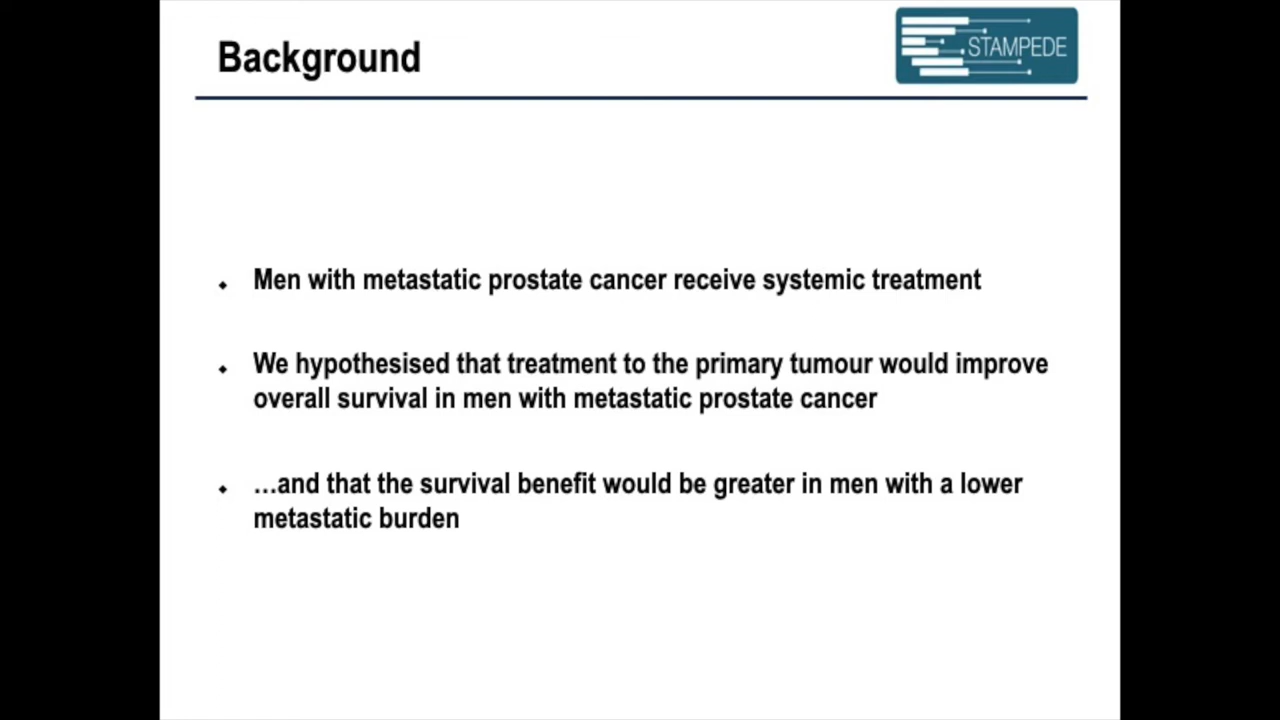 Background
STAMPEDE
Men with metastatic prostate cancer receive systemic treatment
We hypothesised that treatment to the primary tumour would improve
overall survival in men with metastatic prostate cancer
…and that the survival benefit would be greater in men with a lower
metastatic burden